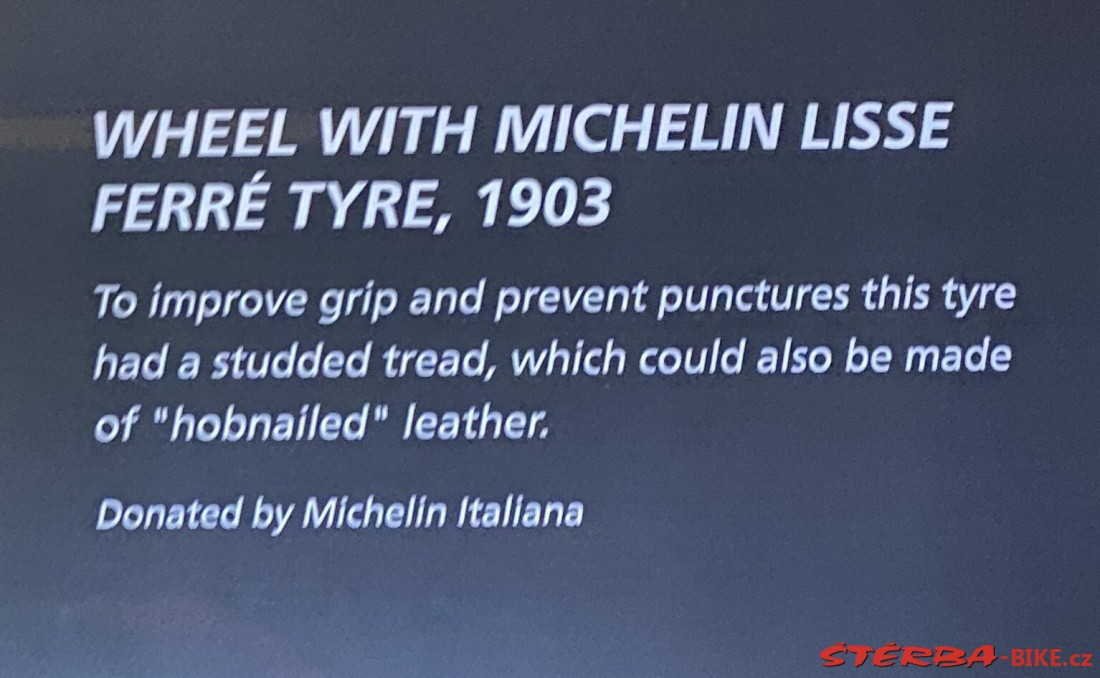 WHEEL WITH MICHELIN LISSE
FERRÉ TYRE, 1903
To improve grip and prevent punctures this tyre
had a studded tread, which could also be made
of "hobnailed" leather.
Donated by Michelin Italiana
ŠTĚRBA-BIKE.cz